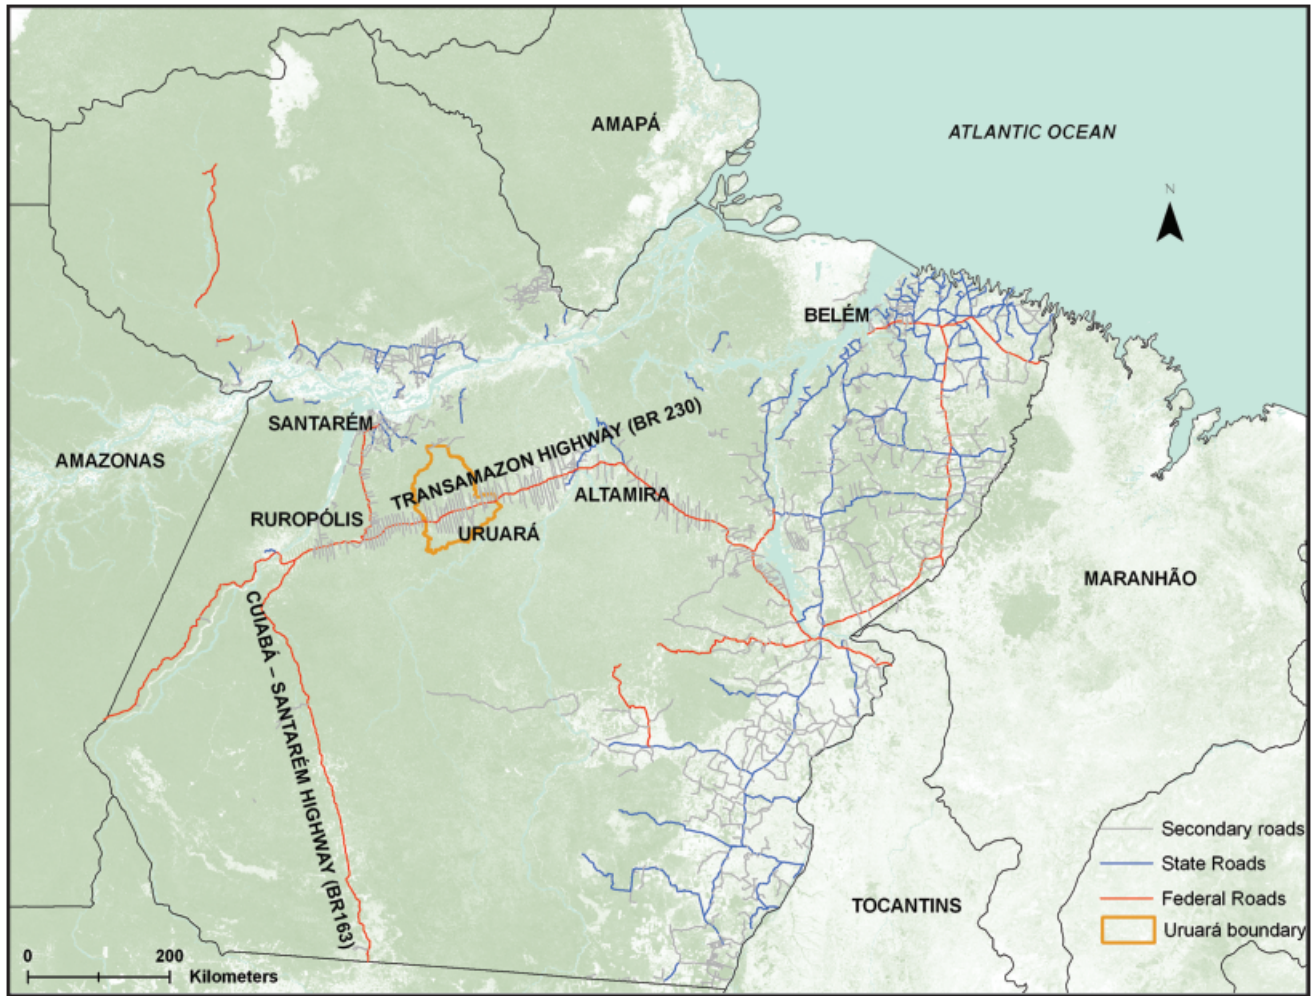 AMAPÁ
ATLANTIC OCEAN
N
BELÉM
SANTARÉM
AMAZONAS
TRANSAMAZON HIGHWAY (BR 230)
ALTAMIRA
RUROPÓLIS
URUARÁ
MARANHÃO
CUIABÁ – SANTARÉM HIGHWAY (BR163)
TOCANTINS
Secondary roads
State Roads
Federal Roads
Uruará boundary
0 200
Kilometers